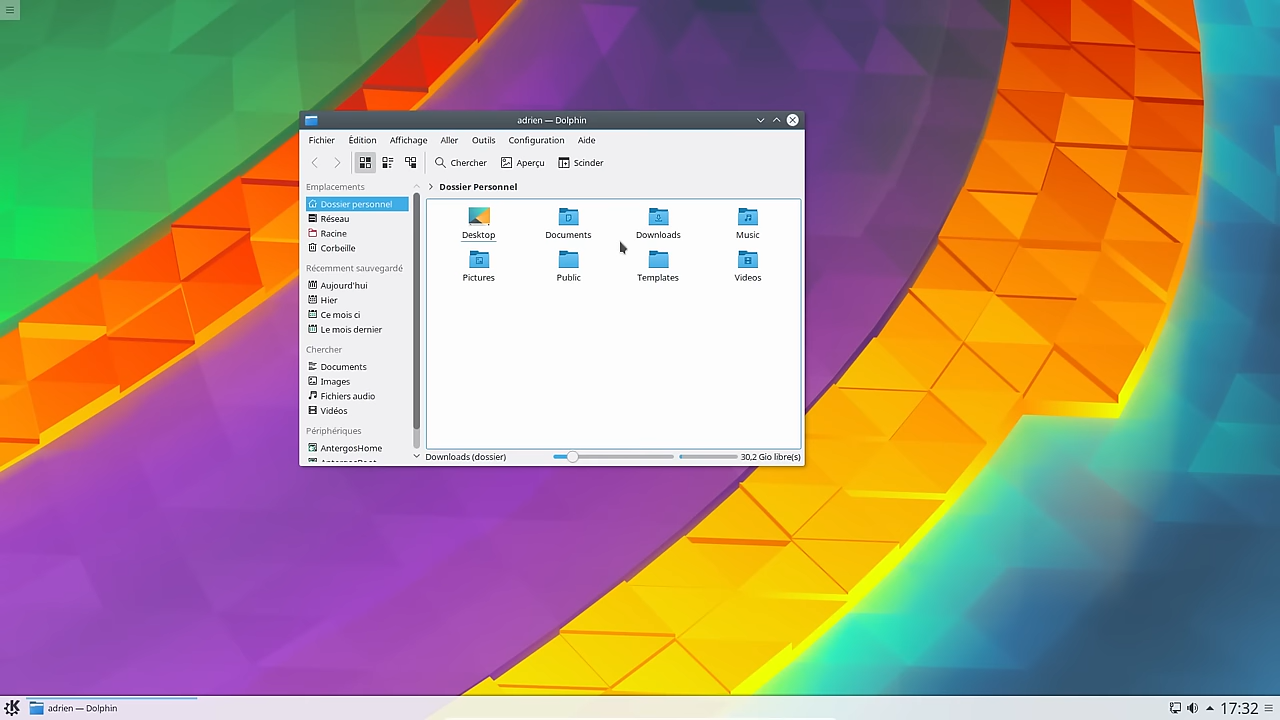 adrien — Dolphin
Fichier Édition Affichage Aller Outils Configuration Aide
Chercher Aperçu Scinder
Emplacements
Dossier personnel
Réseau
Racine
Corbeille
Récemment sauvegardé
Aujourd'hui
Hier
Ce mois ci
Le mois dernier
Chercher
Documents
Images
Fichiers audio
Vidéos
Périphériques
AntergosHome
Dossier Personnel
Desktop Documents Downloads Music
Pictures Public Templates Videos
Downloads (dossier) 30,2 Gio libre(s)
adrien — Dolphin 17:32